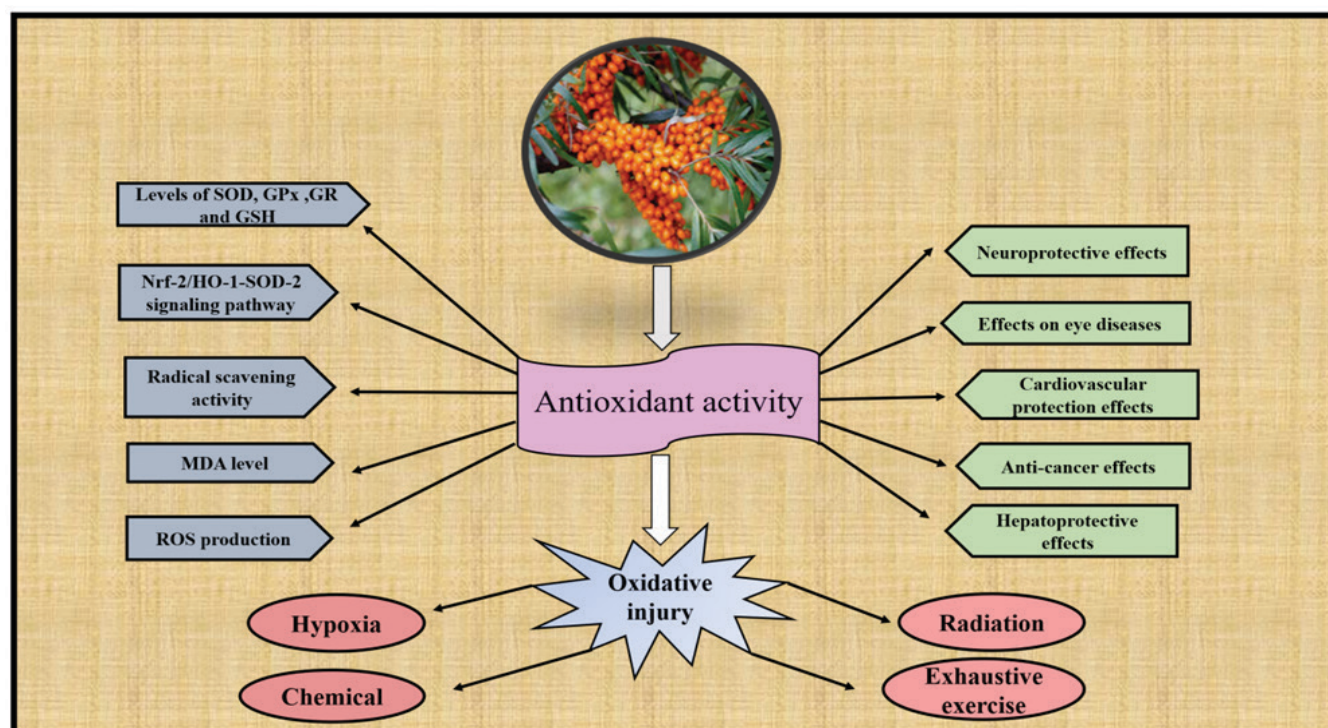 Levels of SOD, GPx ,GR
and GSH
Nrf-2/HO-1-SOD-2
signaling pathway
Radical scavening
activity
MDA level
ROS production
Antioxidant activity
Neuroprotective effects
Effects on eye diseases
Cardiovascular
protection effects
Anti-cancer effects
Hepatoprotective
effects
Oxidative
injury
Hypoxia
Chemical
Radiation
Exhaustive
exercise